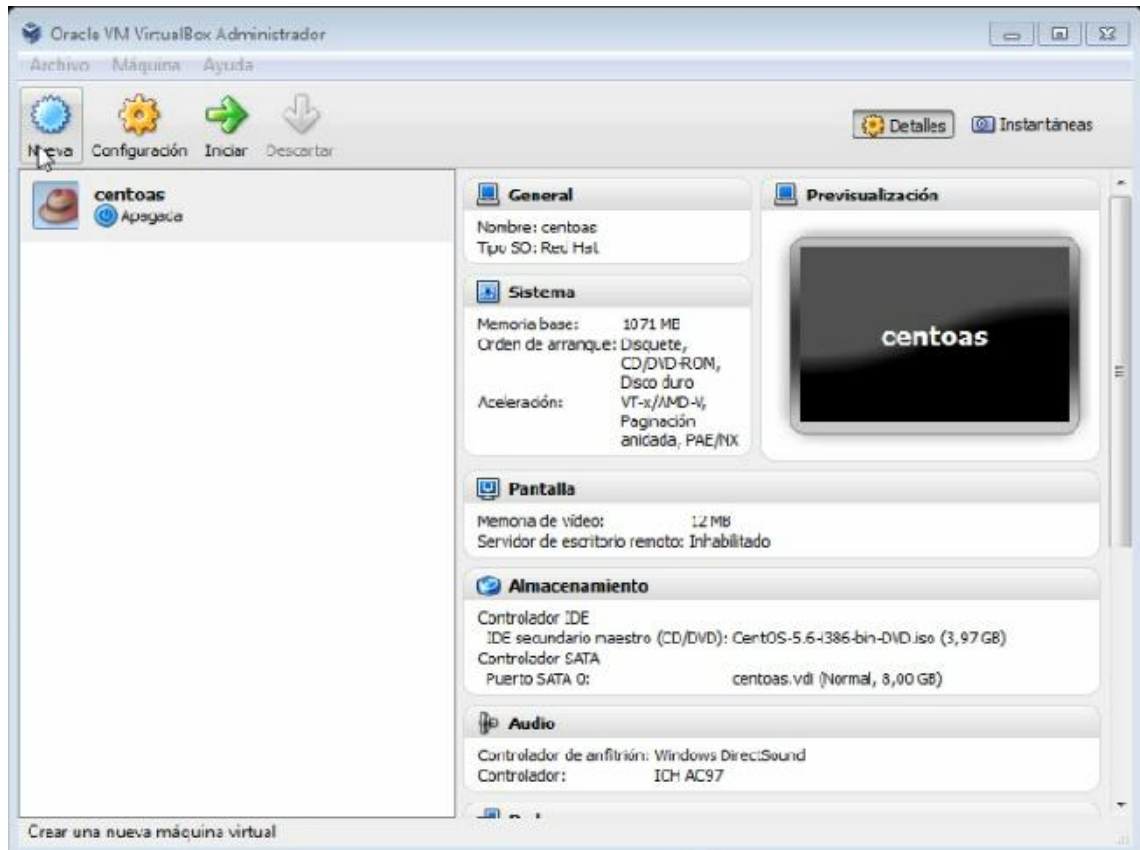 Oracle VM VirtualBox Administrador
Archivo Máquina Ayuda
Nueva Configuración Iniciar Descartar
Detalles Instantáneas
centoas
Apagada
General
Nombre: centoas
Tipo SO: Red Hat
Previsualización
centoas
Sistema
Memoria base: 1071 MB
Orden de arranque: Disquete,
CD/DVD-ROM,
Disco duro
Aceleración: VT-x/AMD-V,
Paginación
anidada, PAE/NX
Pantalla
Memoria de vídeo: 12 MB
Servidor de escritorio remoto: Inhabilitado
Almacenamiento
Controlador IDE
IDE secundario maestro (CD/DVD): CentOS-5.6-i386-bin-DVD.iso (3,97 GB)
Controlador SATA
Puerto SATA 0: centoas.vdi (Normal, 8,00 GB)
Audio
Controlador de anfitrión: Windows DirectSound
Controlador: ICH AC97
Crear una nueva máquina virtual